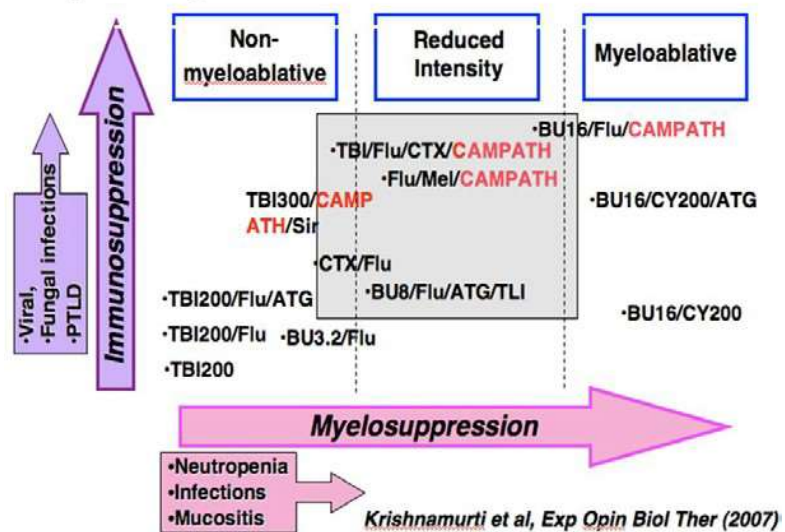 Non-
myeloablative
Reduced
Intensity
Myeloablative
•BU16/Flu/CAMPATH
•TBI/Flu/CTX/CAMPATH
•Flu/Mel/CAMPATH
TBI300/CAMP
ATH/Sir
•BU16/CY200/ATG
•CTX/Flu
•TBI200/Flu/ATG
•BU8/Flu/ATG/TLI
•BU16/CY200
•TBI200/Flu
•BU3.2/Flu
•TBI200
Immunosuppression
•Viral,
•Fungal infections
•PTLD
Myelosuppression
•Neutropenia
•Infections
•Mucositis
Krishnamurti et al, Exp Opin Biol Ther (2007)